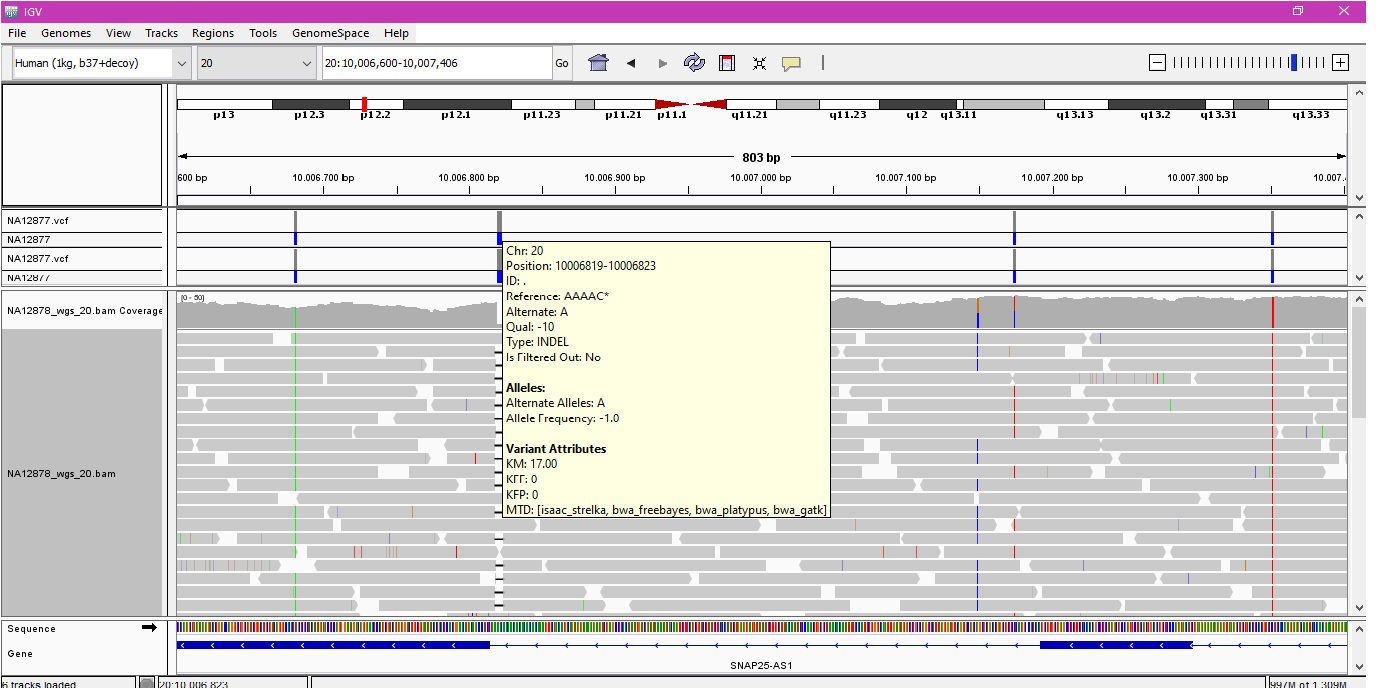 IGV
File Genomes View Tracks Regions Tools GenomeSpace Help
Human (1kg, b37+decoy) 20 20:10,006,600-10,007,406 Go
p13 p12.3 p12.2 p12.1 p11.23 p11.21 p11.1 q11.21 q11.23 q12 q13.11 q13.13 q13.2 q13.31 q13.33
803 bp
600 bp 10.006.700 bp 10.006.800 bp 10.006.900 bp 10.007.000 bp 10.007.100 bp 10.007.200 bp 10.007.300 bp 10.007.4
NA12877.vcf
NA12877
NA12877.vcf
NA12877
Chr: 20
Position: 10006819-10006823
ID: .
Reference: AAAAC*
Alternate: A
Qual: -10
Type: INDEL
Is Filtered Out: No
Alleles:
Alternate Alleles: A
Allele Frequency: -1.0
Variant Attributes
KM: 17.00
KFF: 0
KFP: 0
MTD: [isaac_strelka, bwa_freebayes, bwa_platypus, bwa_gatk]
NA12878_wgs_20.bam Coverage
[0 - 60]
NA12878_wgs_20.bam
Sequence
Gene
SNAP25-AS1
6 tracks loaded 20:10,006,823 997M of 1,309M